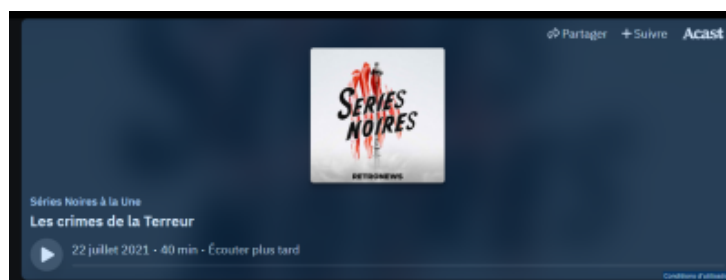 Partager + Suivre Acast
SERIES
NOIRES
RETRONEWS
Séries Noires à la Une
Les crimes de la Terreur
22 juillet 2021 - 40 min - Écouter plus tard